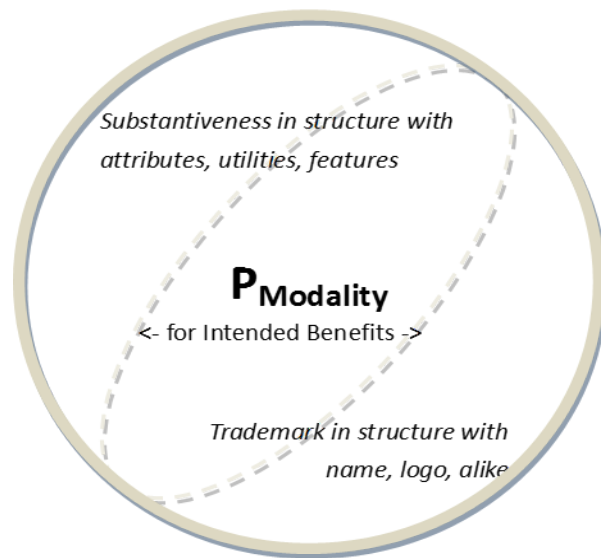 Substantiveness in structure with
attributes, utilities, features
PModality
<- for Intended Benefits ->
Trademark in structure with
name, logo, alike